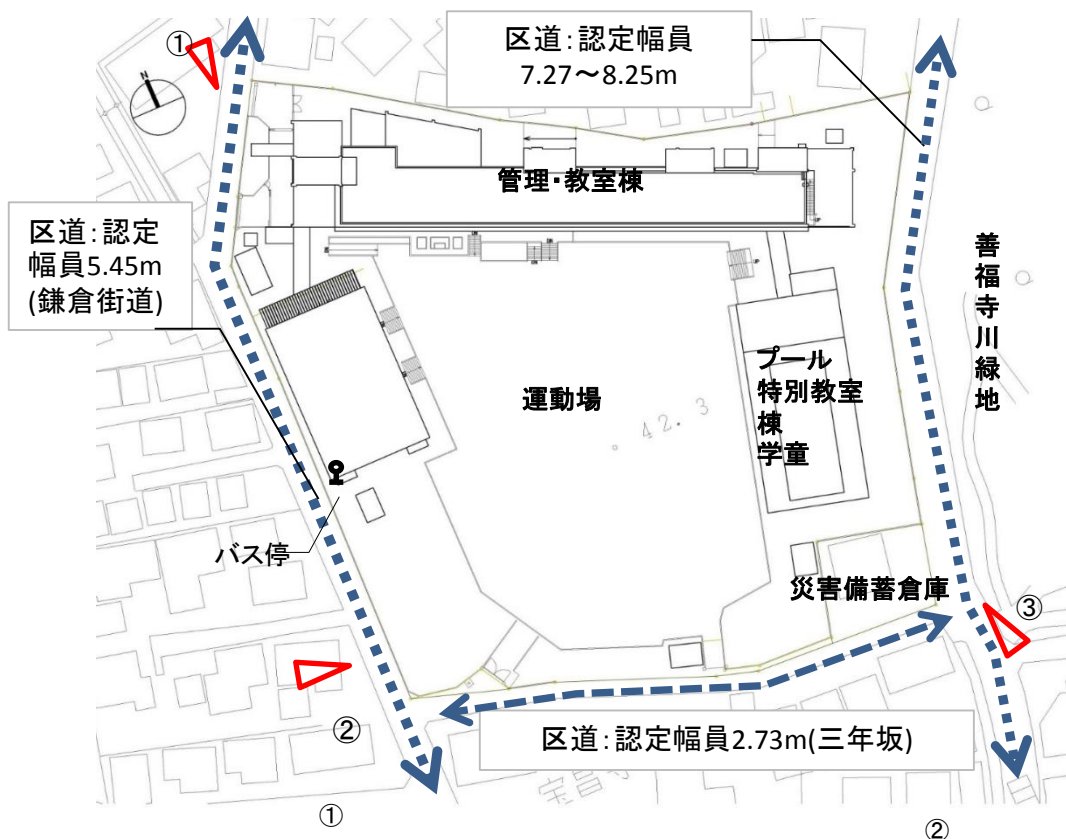 ①
N
区道：認定幅員
7.27～8.25m
管理・教室棟
区道：認定
幅員5.45m
(鎌倉街道)
善福寺川緑地
プール
特別教室
棟
学童
運動場
42.3
バス停
災害備蓄倉庫
③
②
区道：認定幅員2.73m(三年坂)
宝昌
①
②